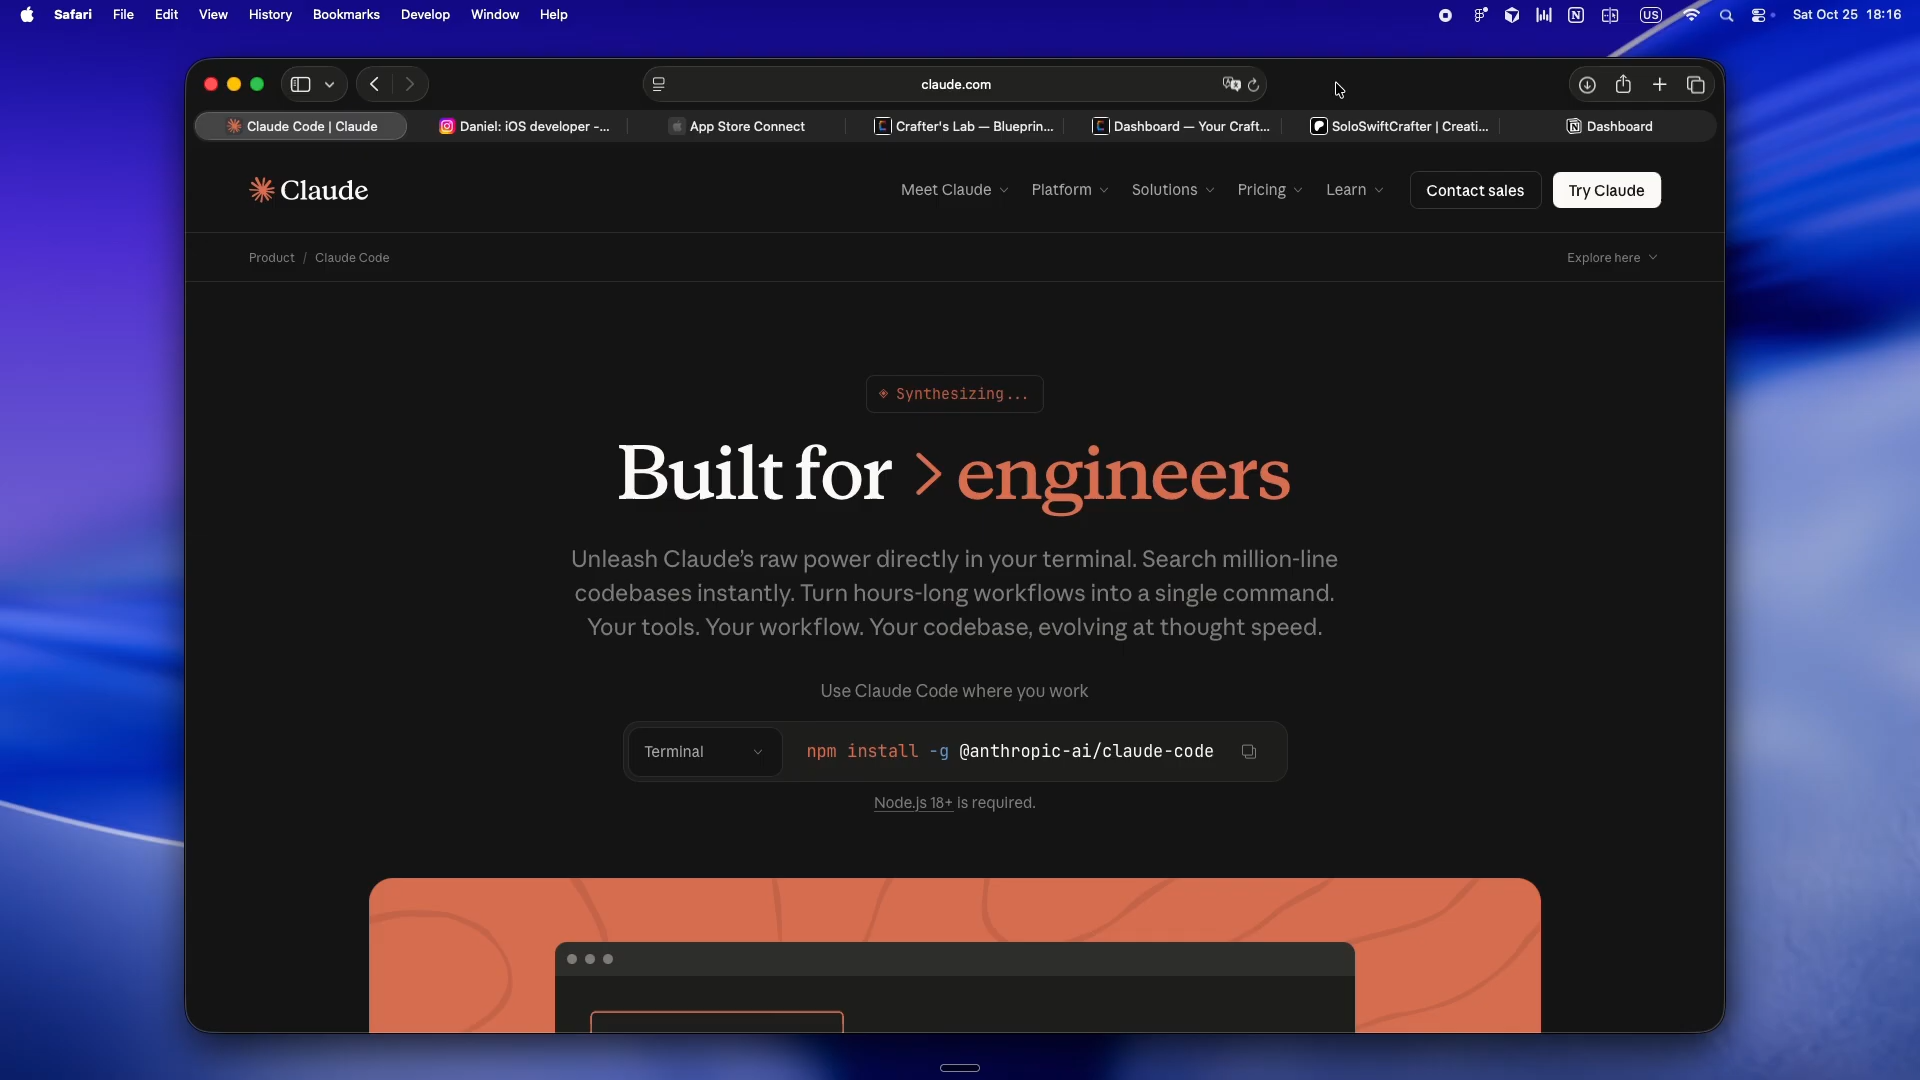 Safari File Edit View History Bookmarks Develop Window Help
US Sat Oct 25 18:16
claude.com
Claude Code | Claude
Daniel: iOS developer -...
App Store Connect
Crafter's Lab — Blueprin...
Dashboard — Your Craft...
SoloSwiftCrafter | Creati...
Dashboard
Claude
Meet Claude Platform Solutions Pricing Learn Contact sales Try Claude
Product / Claude Code
Explore here
Synthesizing...
Built for > engineers
Unleash Claude's raw power directly in your terminal. Search million-line
codebases instantly. Turn hours-long workflows into a single command.
Your tools. Your workflow. Your codebase, evolving at thought speed.
Use Claude Code where you work
Terminal
npm install -g @anthropic-ai/claude-code
Node.js 18+ is required.